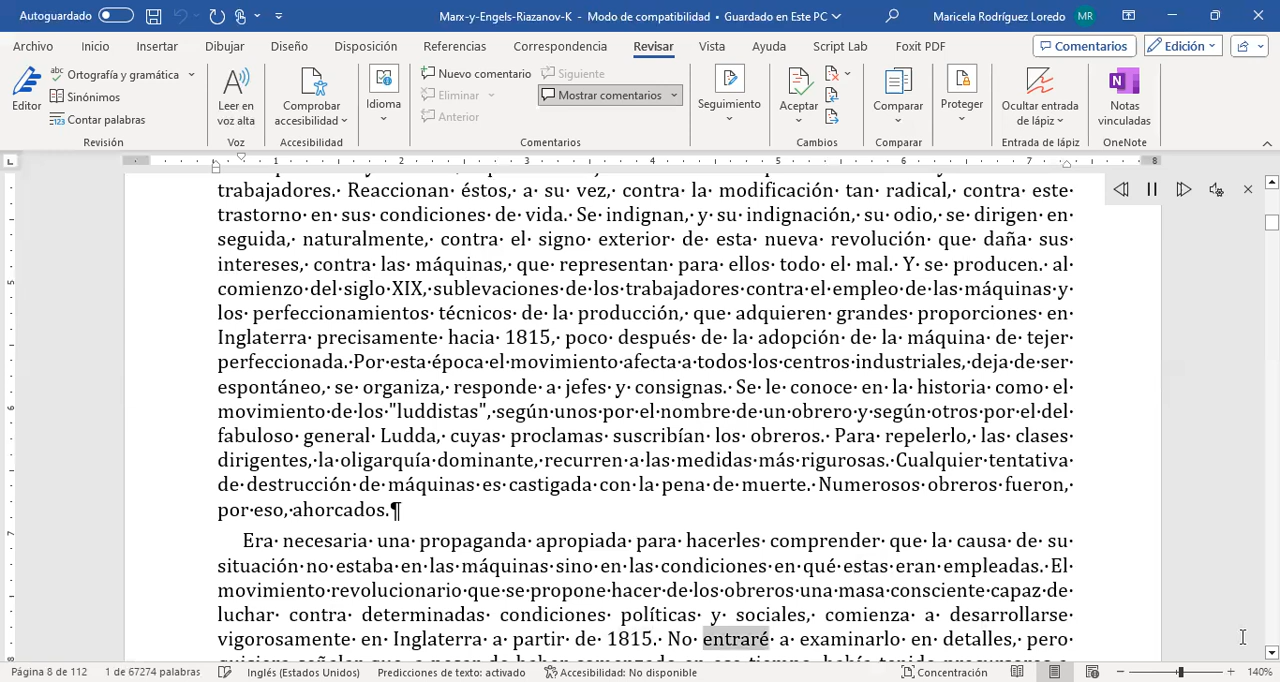 Autoguardado
Marx-y-Engels-Riazanov-K - Modo de compatibilidad • Guardado en Este PC
Maricela Rodríguez Loredo MR
Archivo Inicio Insertar Dibujar Diseño Disposición Referencias Correspondencia Revisar Vista Ayuda Script Lab Foxit PDF Comentarios Edición
Editor
abc Ortografía y gramática
Sinónimos
123 Contar palabras
Revisión
Leer en voz alta
Voz
Comprobar accesibilidad
Accesibilidad
Idioma
Nuevo comentario
Eliminar
Anterior
Siguiente
Mostrar comentarios
Comentarios
Seguimiento
Aceptar
Cambios
Comparar
Comparar
Proteger
Ocultar entrada de lápiz
Entrada de lápiz
Notas vinculadas
OneNote
1 2 3 4 5 6 7 8
trabajadores. Reaccionan éstos, a su vez, contra la modificación tan radical, contra este
trastorno en sus condiciones de vida. Se indignan, y su indignación, su odio, se dirigen en
seguida, naturalmente, contra el signo exterior de esta nueva revolución que daña sus
intereses, contra las máquinas, que representan para ellos todo el mal. Y se producen. al
comienzo del siglo XIX, sublevaciones de los trabajadores contra el empleo de las máquinas y
los perfeccionamientos técnicos de la producción, que adquieren grandes proporciones en
Inglaterra precisamente hacia 1815, poco después de la adopción de la máquina de tejer
perfeccionada. Por esta época el movimiento afecta a todos los centros industriales, deja de ser
espontáneo, se organiza, responde a jefes y consignas. Se le conoce en la historia como el
movimiento de los "luddistas", según unos por el nombre de un obrero y según otros por el del
fabuloso general Ludda, cuyas proclamas suscribían los obreros. Para repelerlo, las clases
dirigentes, la oligarquía dominante, recurren a las medidas más rigurosas. Cualquier tentativa
de destrucción de máquinas es castigada con la pena de muerte. Numerosos obreros fueron,
por eso, ahorcados.¶
Era necesaria una propaganda apropiada para hacerles comprender que la causa de su
situación no estaba en las máquinas sino en las condiciones en qué estas eran empleadas. El
movimiento revolucionario que se propone hacer de los obreros una masa consciente capaz de
luchar contra determinadas condiciones políticas y sociales, comienza a desarrollarse
vigorosamente en Inglaterra a partir de 1815. No entraré a examinarlo en detalles, pero
Página 8 de 112 1 de 67274 palabras Inglés (Estados Unidos) Predicciones de texto: activado Accesibilidad: No disponible Concentración 140%